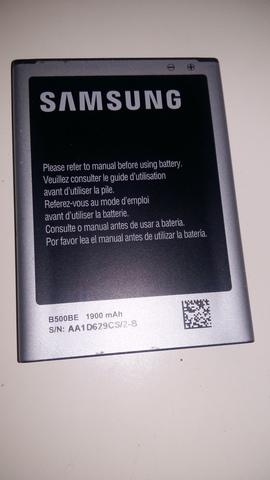 SAMSUNG
Please refer to manual before using battery.
Veuillez consulter le guide d'utilisation
avant d'utiliser la pile.
Referez-vous au mode d'emploi
avant d'utiliser la batterie.
Consulte o manual antes de usar a bateria.
Por favor lea el manual antes de utilizar la batería.
B500BE 1900 mAh
S/N: AA1D629CS/2-B